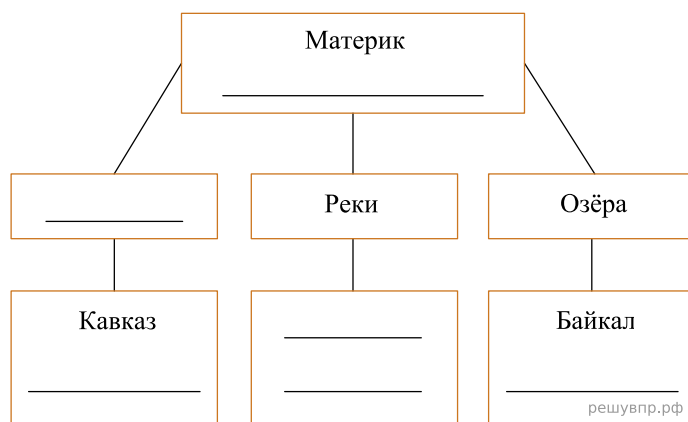 Материк
Реки
Озёра
Кавказ
Байкал
решувпр.рф